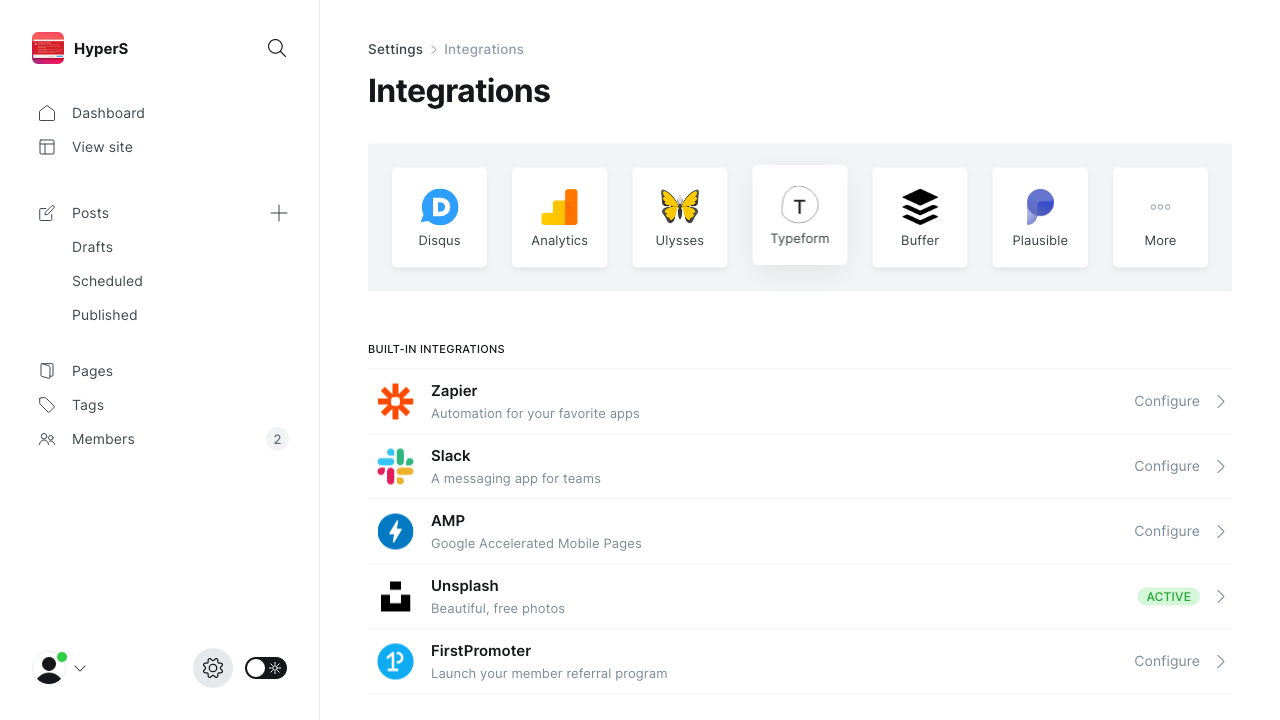 HyperS
Dashboard
View site
Posts
Drafts
Scheduled
Published
Pages
Tags
Members
2
Settings
Integrations
Integrations
Disqus
Analytics
Ulysses
T
Typeform
Buffer
Plausible
More
BUILT-IN INTEGRATIONS
Zapier
Automation for your favorite apps
Configure
Slack
A messaging app for teams
Configure
AMP
Google Accelerated Mobile Pages
Configure
Unsplash
Beautiful, free photos
ACTIVE
FirstPromoter
Launch your member referral program
Configure